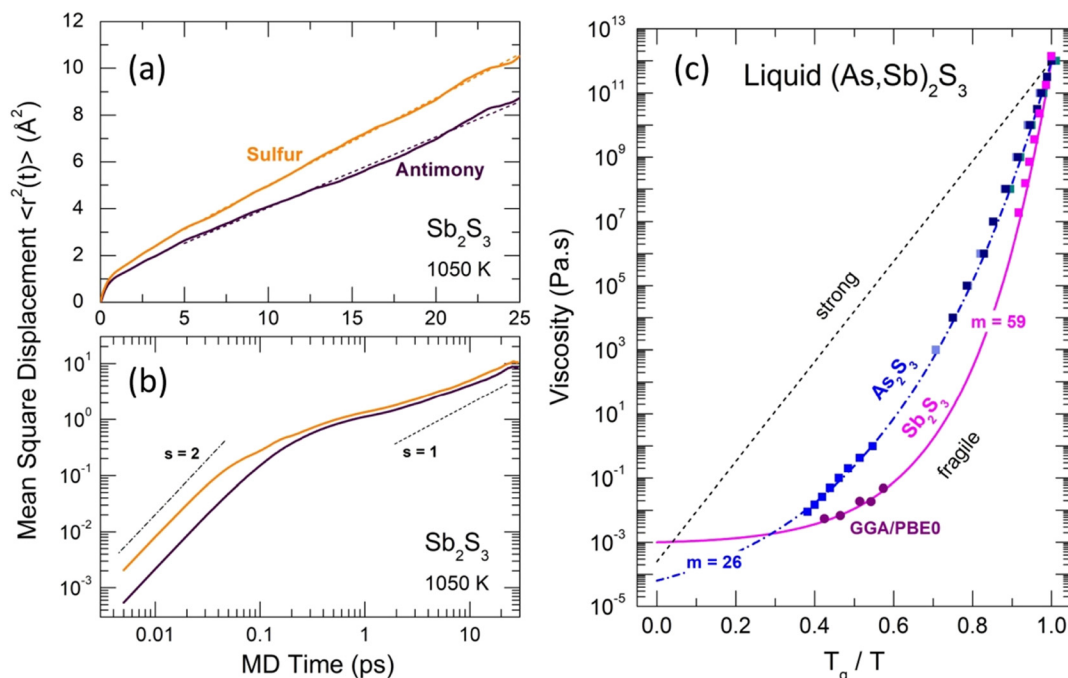 Mean Square Displacement <r²(t)> (Å²)
12
10
8
6
4
2
0
(a)
Sulfur
Antimony
Sb₂S₃
1050 K
0
5
10
15
20
25
10¹
10⁰
10⁻¹
10⁻²
10⁻³
(b)
s = 2
s = 1
Sb₂S₃
1050 K
0.01
0.1
1
10
MD Time (ps)
Viscosity (Pa.s)
10¹¹
10⁹
10⁷
10⁵
10³
10¹
10⁻¹
10⁻³
10⁻⁵
(c)
Liquid (As,Sb)₂S₃
strong
m = 59
As₂S₃
Sb₂S₃
fragile
GGA/PBE0
m = 26
0.0
0.2
0.4
0.6
0.8
1.0
T_g / T